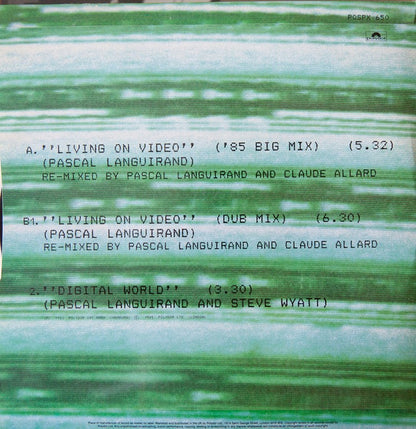 POSPX 650
A.''LIVING ON VIDEO'' ('85 BIG MIX) (5.32)
(PASCAL LANGUIRAND)
RE-MIXED BY PASCAL LANGUIRAND AND CLAUDE ALLARD
B1.''LIVING ON VIDEO'' (DUB MIX) (6.30)
(PASCAL LANGUIRAND)
RE-MIXED BY PASCAL LANGUIRAND AND CLAUDE ALLARD
2.''DIGITAL WORLD'' (3.30)
(PASCAL LANGUIRAND AND STEVE WYATT)